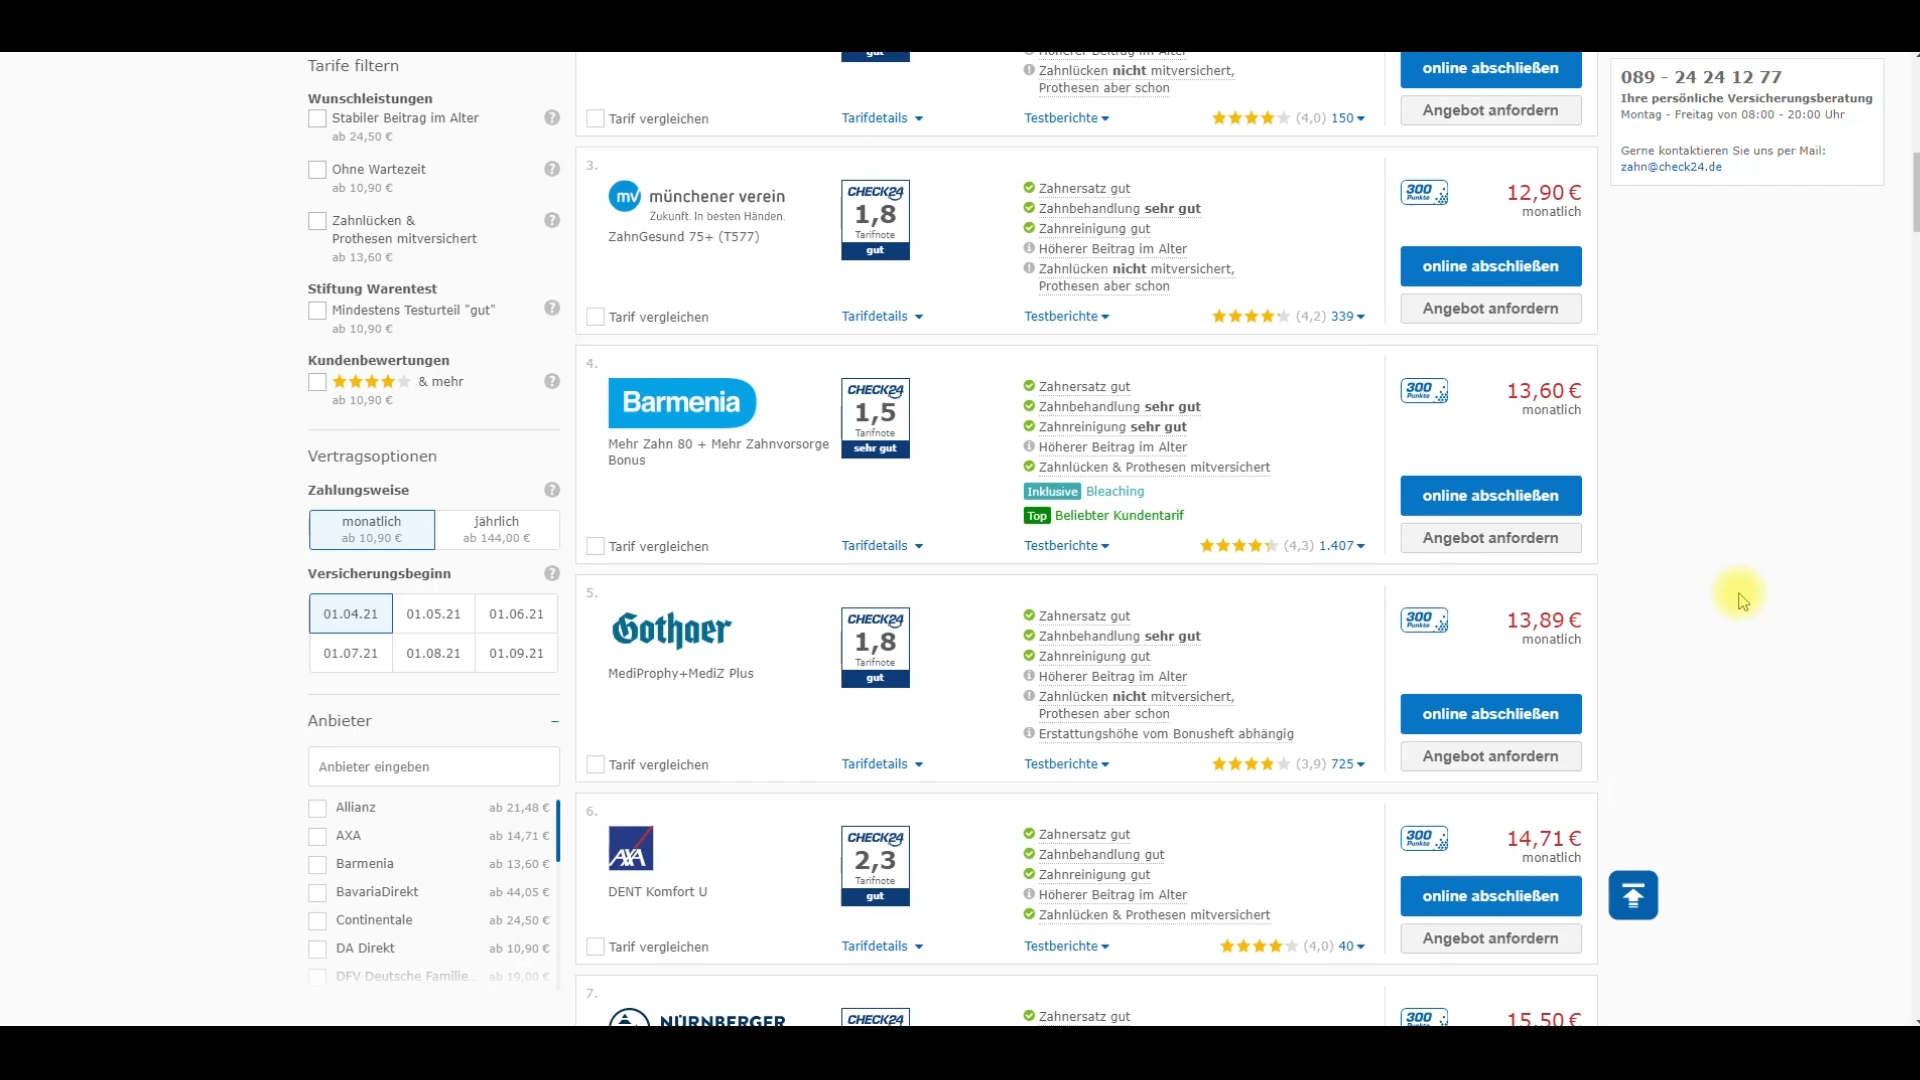 Tarife filtern
Wunschleistungen
Stabiler Beitrag im Alter
ab 24,50 €
Ohne Wartezeit
ab 10,90 €
Zahnlücken &
Prothesen mitversichert
ab 13,60 €
Stiftung Warentest
Mindestens Testurteil "gut"
ab 10,90 €
Kundenbewertungen
& mehr
ab 10,90 €
Vertragsoptionen
Zahlungsweise
monatlich
ab 10,90 €
jährlich
ab 144,00 €
Versicherungsbeginn
01.04.21 01.05.21 01.06.21
01.07.21 01.08.21 01.09.21
Anbieter
Anbieter eingeben
Allianz ab 21,48 €
AXA ab 14,71 €
Barmenia ab 13,60 €
BavariaDirekt ab 44,05 €
Continentale ab 24,50 €
DA Direkt ab 10,90 €
DFV Deutsche Familie... ab 19,00 €
gut
Höherer Beitrag im Alter
Zahnlücken nicht mitversichert,
Prothesen aber schon
online abschließen
Angebot anfordern
Tarif vergleichen Tarifdetails Testberichte (4,0) 150
3.
mv münchener verein
Zukunft. In besten Händen.
ZahnGesund 75+ (T577)
CHECK24
1,8
Tarifnote
gut
Zahnersatz gut
Zahnbehandlung sehr gut
Zahnreinigung gut
Höherer Beitrag im Alter
Zahnlücken nicht mitversichert,
Prothesen aber schon
300
Punkte
12,90 €
monatlich
online abschließen
Angebot anfordern
Tarif vergleichen Tarifdetails Testberichte (4,2) 339
4.
Barmenia
Mehr Zahn 80 + Mehr Zahnvorsorge
Bonus
CHECK24
1,5
Tarifnote
sehr gut
Zahnersatz gut
Zahnbehandlung sehr gut
Zahnreinigung sehr gut
Höherer Beitrag im Alter
Zahnlücken & Prothesen mitversichert
Inklusive Bleaching
Top Beliebter Kundentarif
300
Punkte
13,60 €
monatlich
online abschließen
Angebot anfordern
Tarif vergleichen Tarifdetails Testberichte (4,3) 1.407
5.
Gothaer
MediProphy+MediZ Plus
CHECK24
1,8
Tarifnote
gut
Zahnersatz gut
Zahnbehandlung sehr gut
Zahnreinigung gut
Höherer Beitrag im Alter
Zahnlücken nicht mitversichert,
Prothesen aber schon
Erstattungshöhe vom Bonusheft abhängig
300
Punkte
13,89 €
monatlich
online abschließen
Angebot anfordern
Tarif vergleichen Tarifdetails Testberichte (3,9) 725
6.
AXA
DENT Komfort U
CHECK24
2,3
Tarifnote
gut
Zahnersatz gut
Zahnbehandlung gut
Zahnreinigung gut
Höherer Beitrag im Alter
Zahnlücken & Prothesen mitversichert
300
Punkte
14,71 €
monatlich
online abschließen
Angebot anfordern
Tarif vergleichen Tarifdetails Testberichte (4,0) 40
7.
NÜRNBERGER
CHECK24
Zahnersatz gut
300
Punkte
15,50 €
089 - 24 24 12 77
Ihre persönliche Versicherungsberatung
Montag - Freitag von 08:00 - 20:00 Uhr
Gerne kontaktieren Sie uns per Mail:
zahn@check24.de